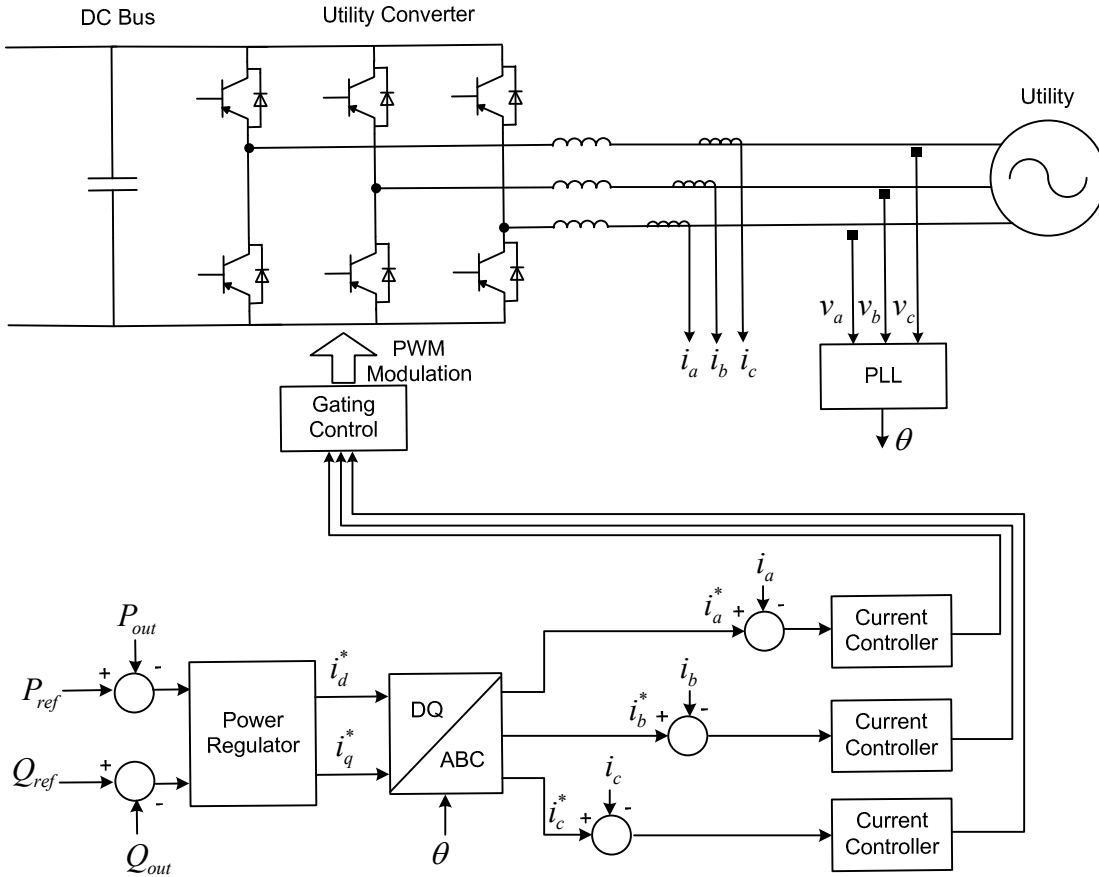 DC Bus
Utility Converter
Utility
v_a
v_b
v_c
i_a
i_b
i_c
PWM
Modulation
PLL
Gating
Control
θ
i_a
i_a^*
+
-
Current
Controller
P_out
+
-
P_ref
i_d^*
i_b
i_b^*
+
-
Power
Regulator
DQ
ABC
Current
Controller
Q_ref
+
-
i_q^*
i_c
i_c^*
+
-
Current
Controller
Q_out
θ